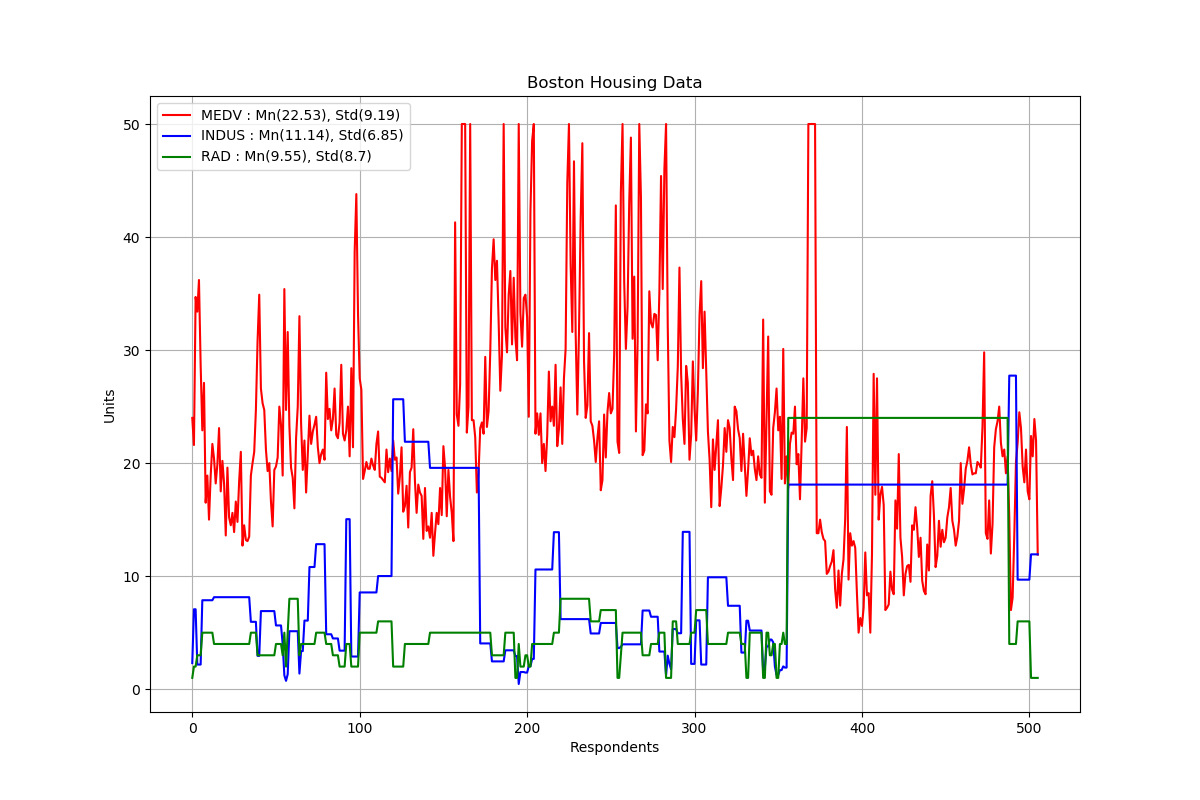 Boston Housing Data
MEDV : Mn(22.53), Std(9.19)
INDUS : Mn(11.14), Std(6.85)
RAD : Mn(9.55), Std(8.7)
50
40
30
20
10
0
Units
0 100 200 300 400 500
Respondents